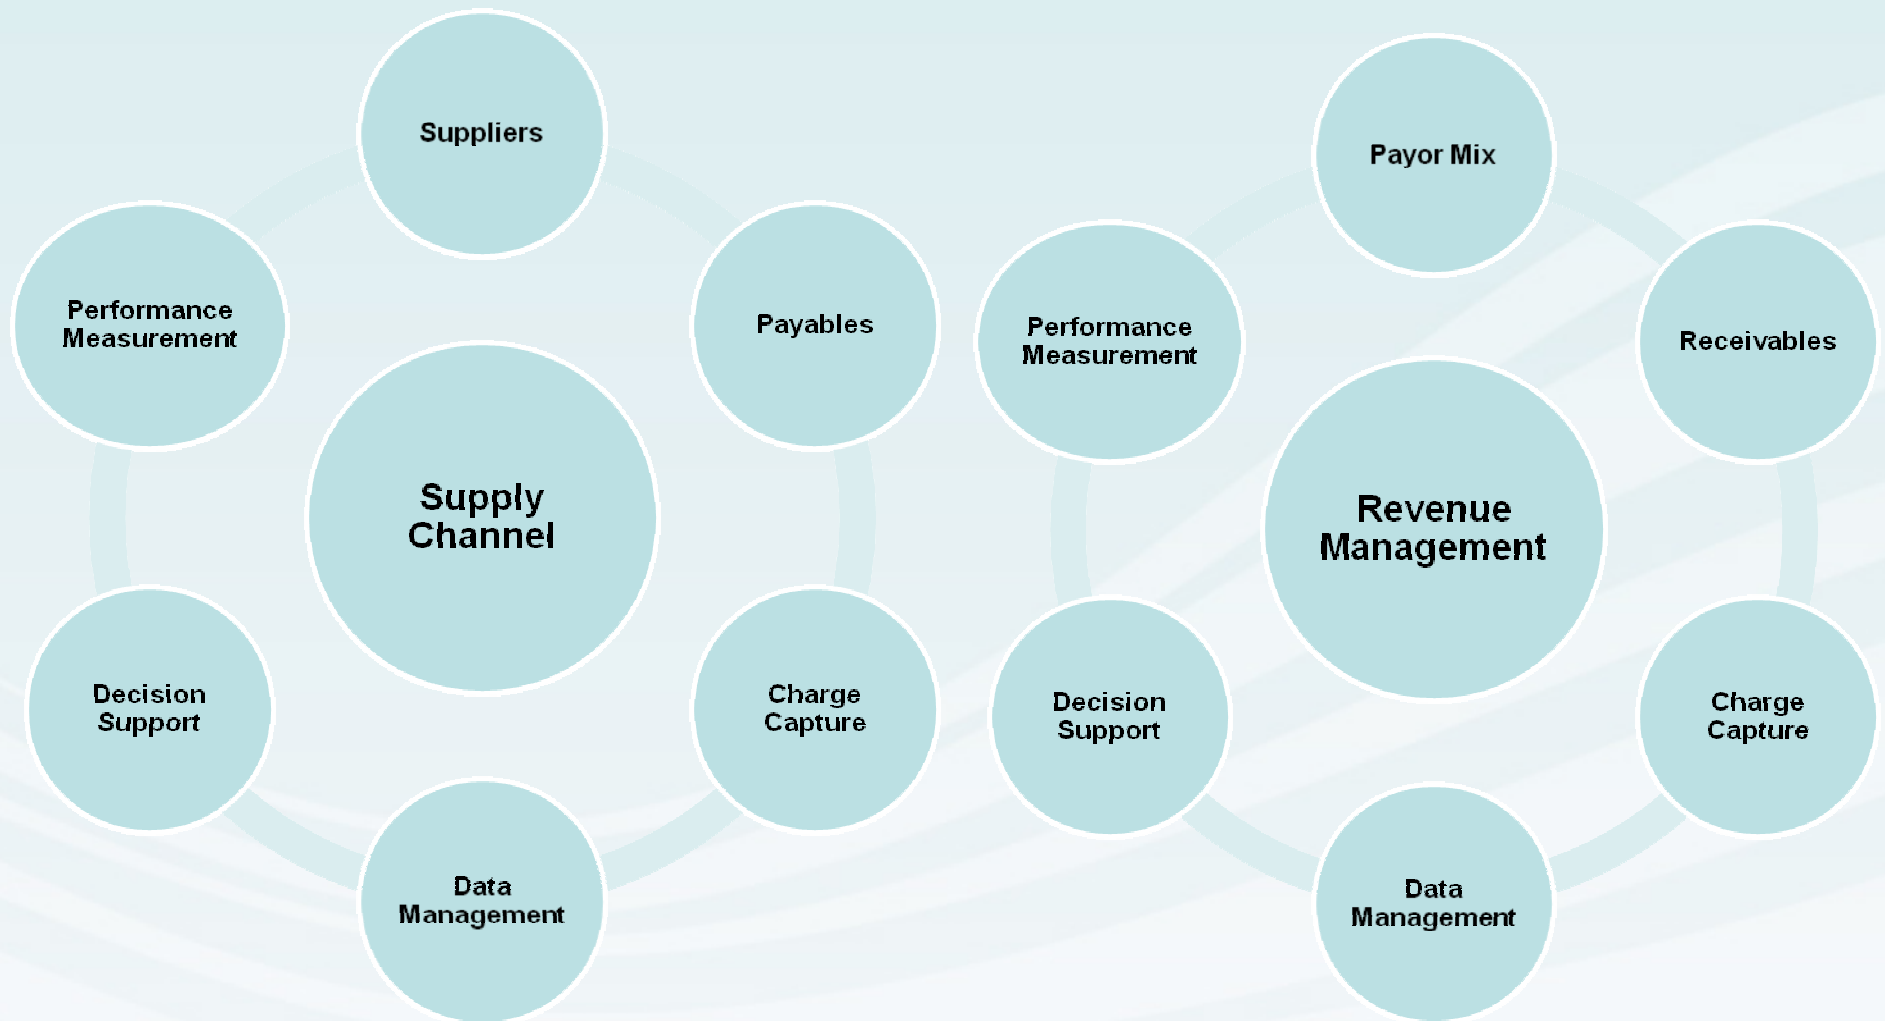 Suppliers
Payables
Charge
Capture
Data
Management
Decision
Support
Performance
Measurement
Supply
Channel
Payor Mix
Receivables
Charge
Capture
Data
Management
Decision
Support
Performance
Measurement
Revenue
Management